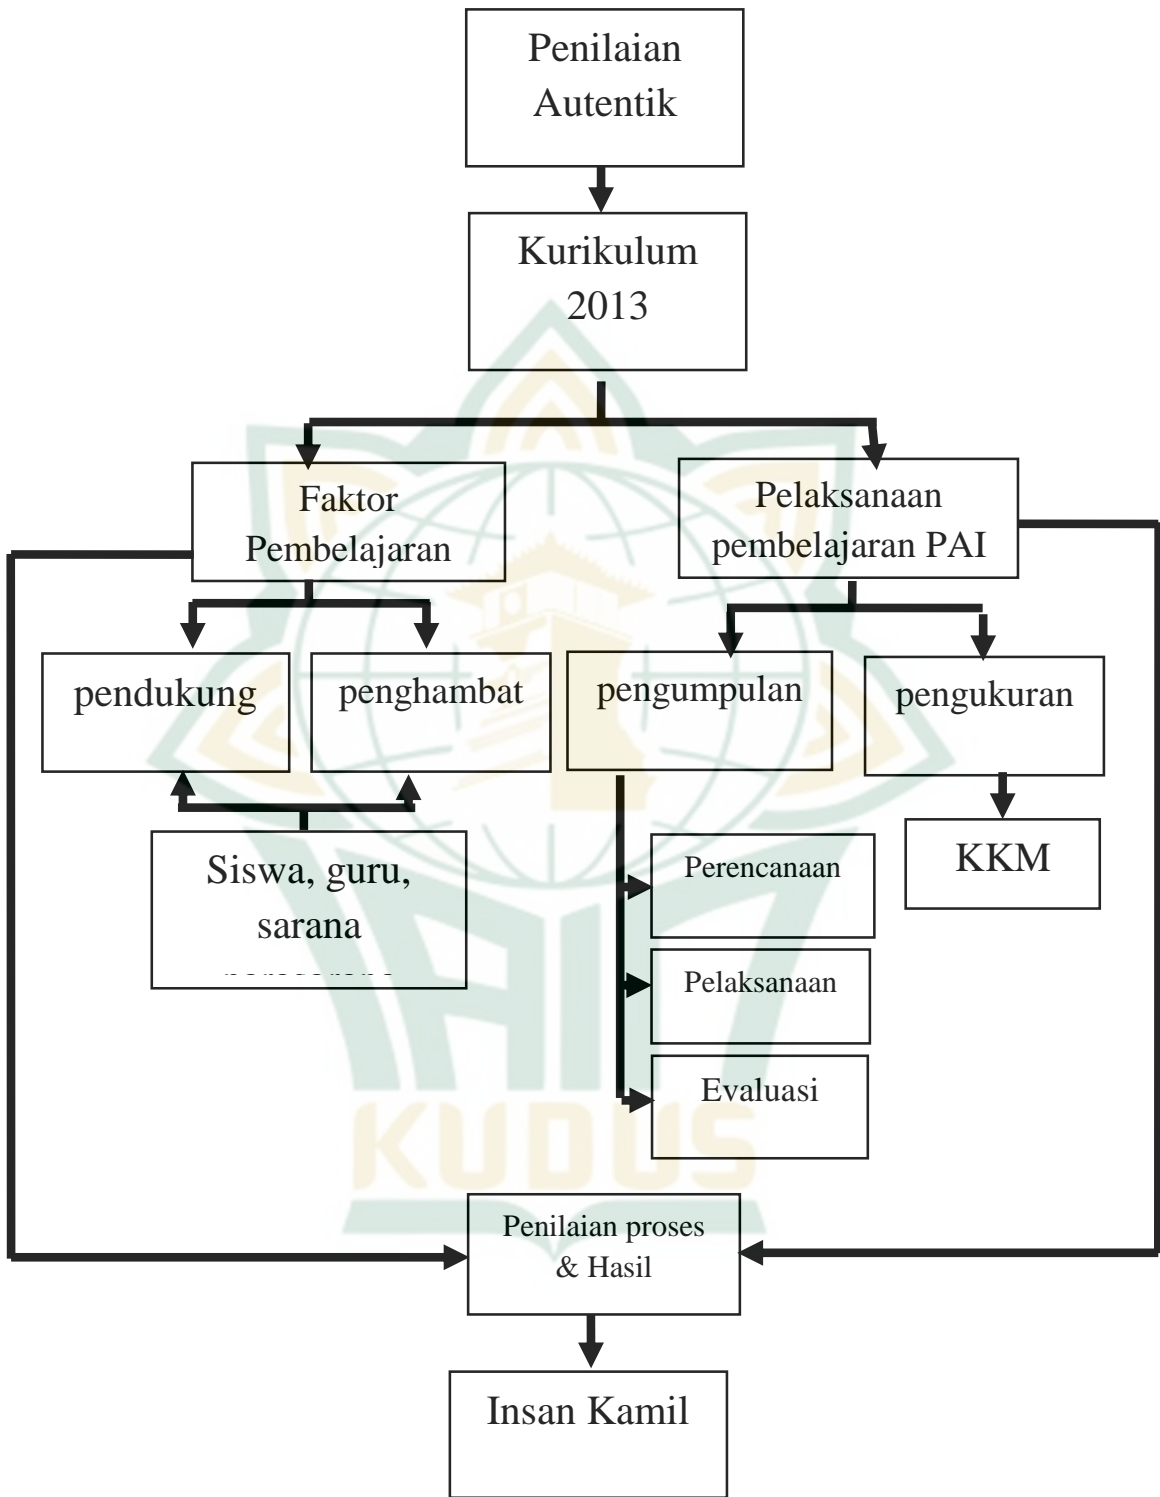 Penilaian
Autentik
Kurikulum
2013
Faktor
Pembelajaran
Pelaksanaan
pembelajaran PAI
pendukung
penghambat
pengumpulan
pengukuran
Siswa, guru,
sarana
Perencanaan
KKM
Pelaksanaan
Evaluasi
KUDUS
Penilaian proses
& Hasil
Insan Kamil